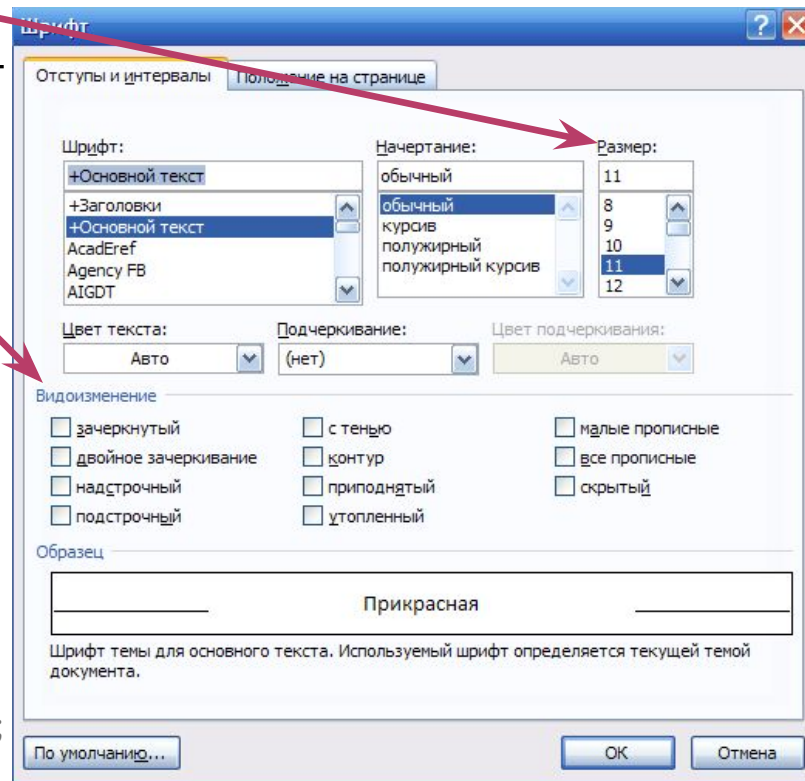 Шрифт
Отступы и интервалы Положение на странице
Шрифт: Начертание: Размер:
+Основной текст обычный 11
+Заголовки обычный 8
+Основной текст курсив 9
AcadEref полужирный 10
Agency FB полужирный курсив 11
AIGDT 12
Цвет текста: Подчеркивание: Цвет подчеркивания:
Авто (нет) Авто
Видоизменение
зачеркнутый с тенью малые прописные
двойное зачеркивание контур все прописные
надстрочный приподнятый скрытый
подстрочный утопленный
Образец
Прикрасная
Шрифт темы для основного текста. Используемый шрифт определяется текущей темой
документа.
По умолчанию... ОК Отмена